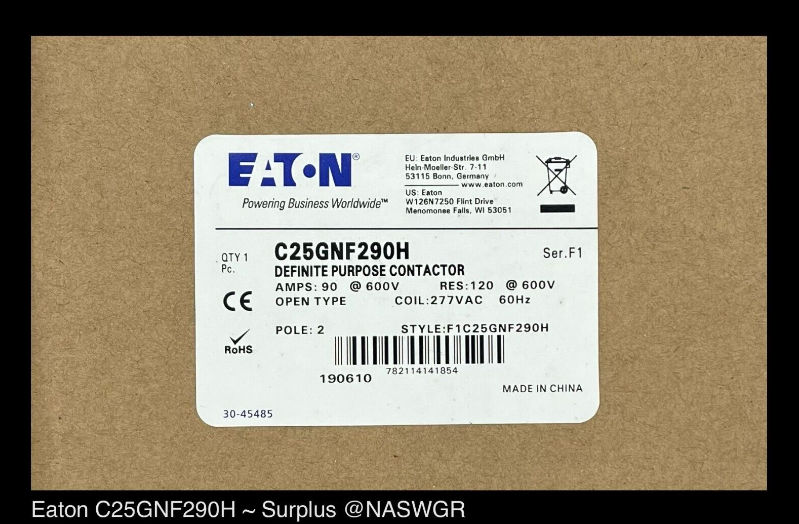 EATON®
Powering Business Worldwide™
EU: Eaton Industries GmbH
Hein-Moeller-Str. 7-11
53115 Bonn, Germany
www.eaton.com
US: Eaton
W126N7250 Flint Drive
Menomonee Falls, WI 53051
QTY 1
Pc.
C25GNF290H
Ser.F1
DEFINITE PURPOSE CONTACTOR
AMPS: 90 @ 600V RES:120 @ 600V
OPEN TYPE COIL:277VAC 60Hz
CE
RoHS
POLE: 2 STYLE:F1C25GNF290H
782114141854
190610
MADE IN CHINA
30-45485
Eaton C25GNF290H ~ Surplus @NASWGR